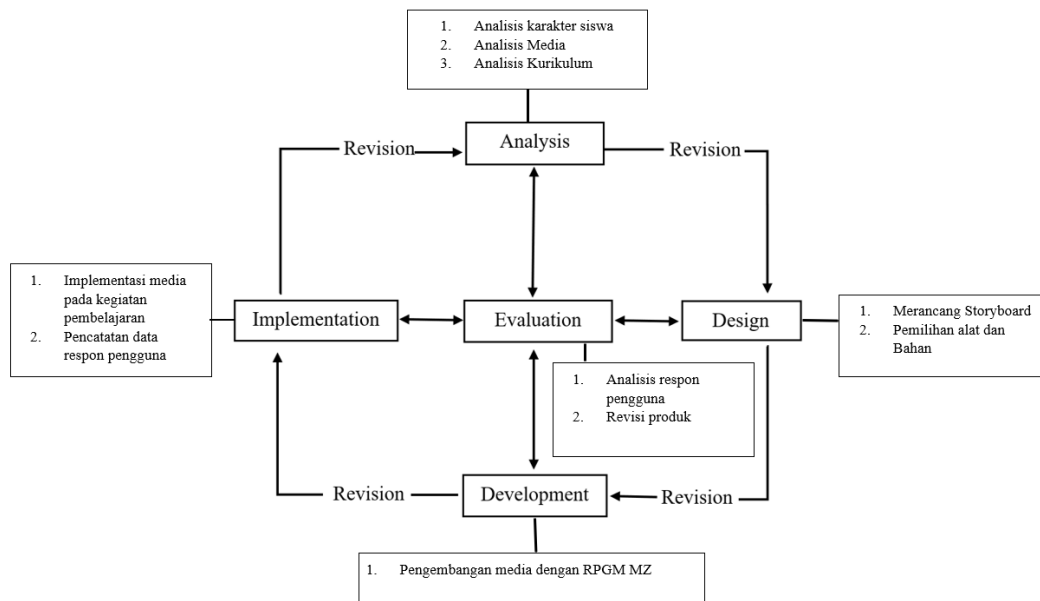 1. Analisis karakter siswa
2. Analisis Media
3. Analisis Kurikulum
Analysis
Revision
Revision
1. Implementasi media
pada kegiatan
pembelajaran
2. Pencatatan data
respon pengguna
Implementation
Evaluation
Design
1. Merancang Storyboard
2. Pemilihan alat dan
Bahan
1. Analisis respon
pengguna
2. Revisi produk
Revision
Development
Revision
1. Pengembangan media dengan RPGM MZ